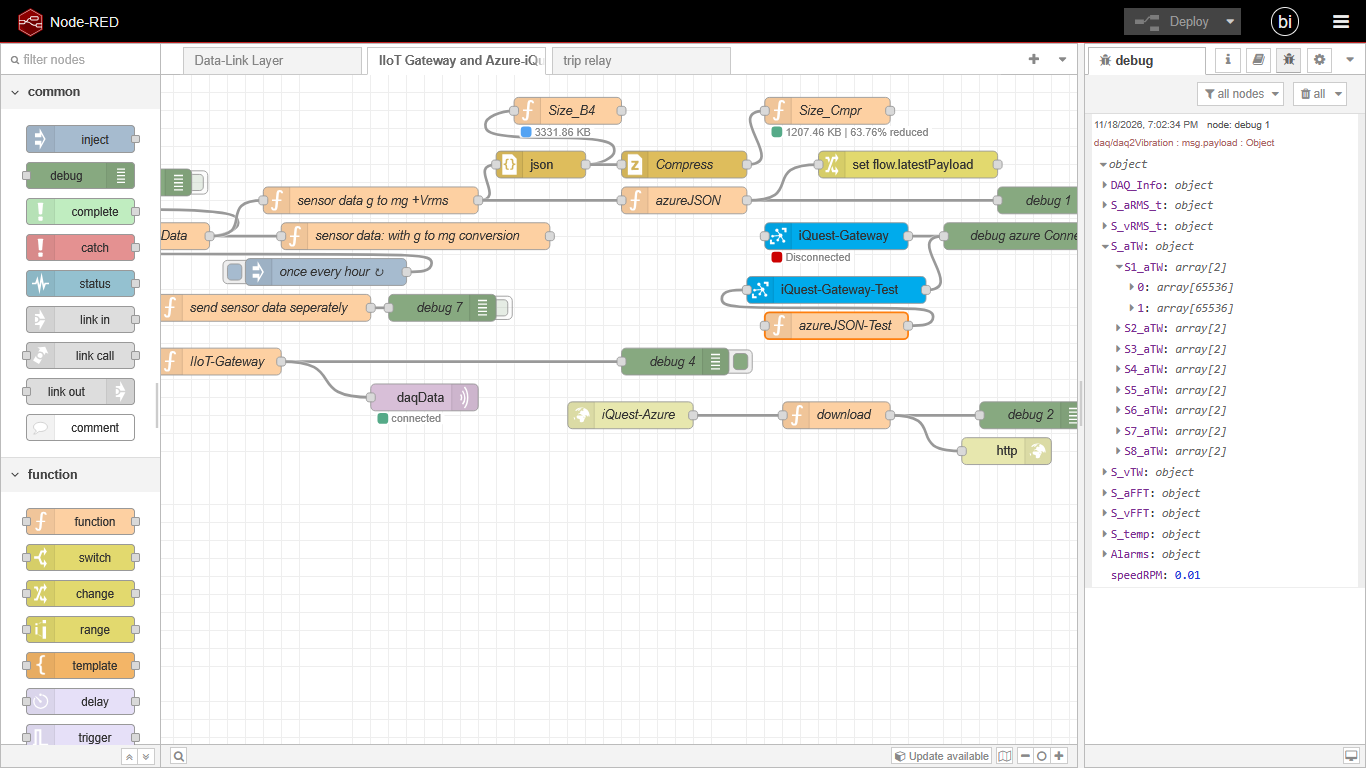 Node-RED
Deploy
bi
filter nodes
common
inject
debug
complete
catch
status
link in
link call
link out
comment
function
function
switch
change
range
template
delay
trigger
Data-Link Layer
IIoT Gateway and Azure-iQu
trip relay
Size_B4
3331.86 KB
Size_Cmpr
1207.46 KB | 63.76% reduced
json
Compress
set flow.latestPayload
sensor data g to mg +Vrms
azureJSON
debug 1
Data
sensor data: with g to mg conversion
iQuest-Gateway
Disconnected
debug azure Conne
once every hour ↻
iQuest-Gateway-Test
send sensor data seperately
debug 7
azureJSON-Test
IIoT-Gateway
debug 4
daqData
connected
iQuest-Azure
download
debug 2
http
Update available
debug
all nodes
all
11/18/2026, 7:02:34 PM node: debug 1
daq/daq2Vibration : msg.payload : Object
object
DAQ_Info: object
S_aRMS_t: object
S_vRMS_t: object
S_aTW: object
S1_aTW: array[2]
0: array[65536]
1: array[65536]
S2_aTW: array[2]
S3_aTW: array[2]
S4_aTW: array[2]
S5_aTW: array[2]
S6_aTW: array[2]
S7_aTW: array[2]
S8_aTW: array[2]
S_vTW: object
S_aFFT: object
S_vFFT: object
S_temp: object
Alarms: object
speedRPM: 0.01